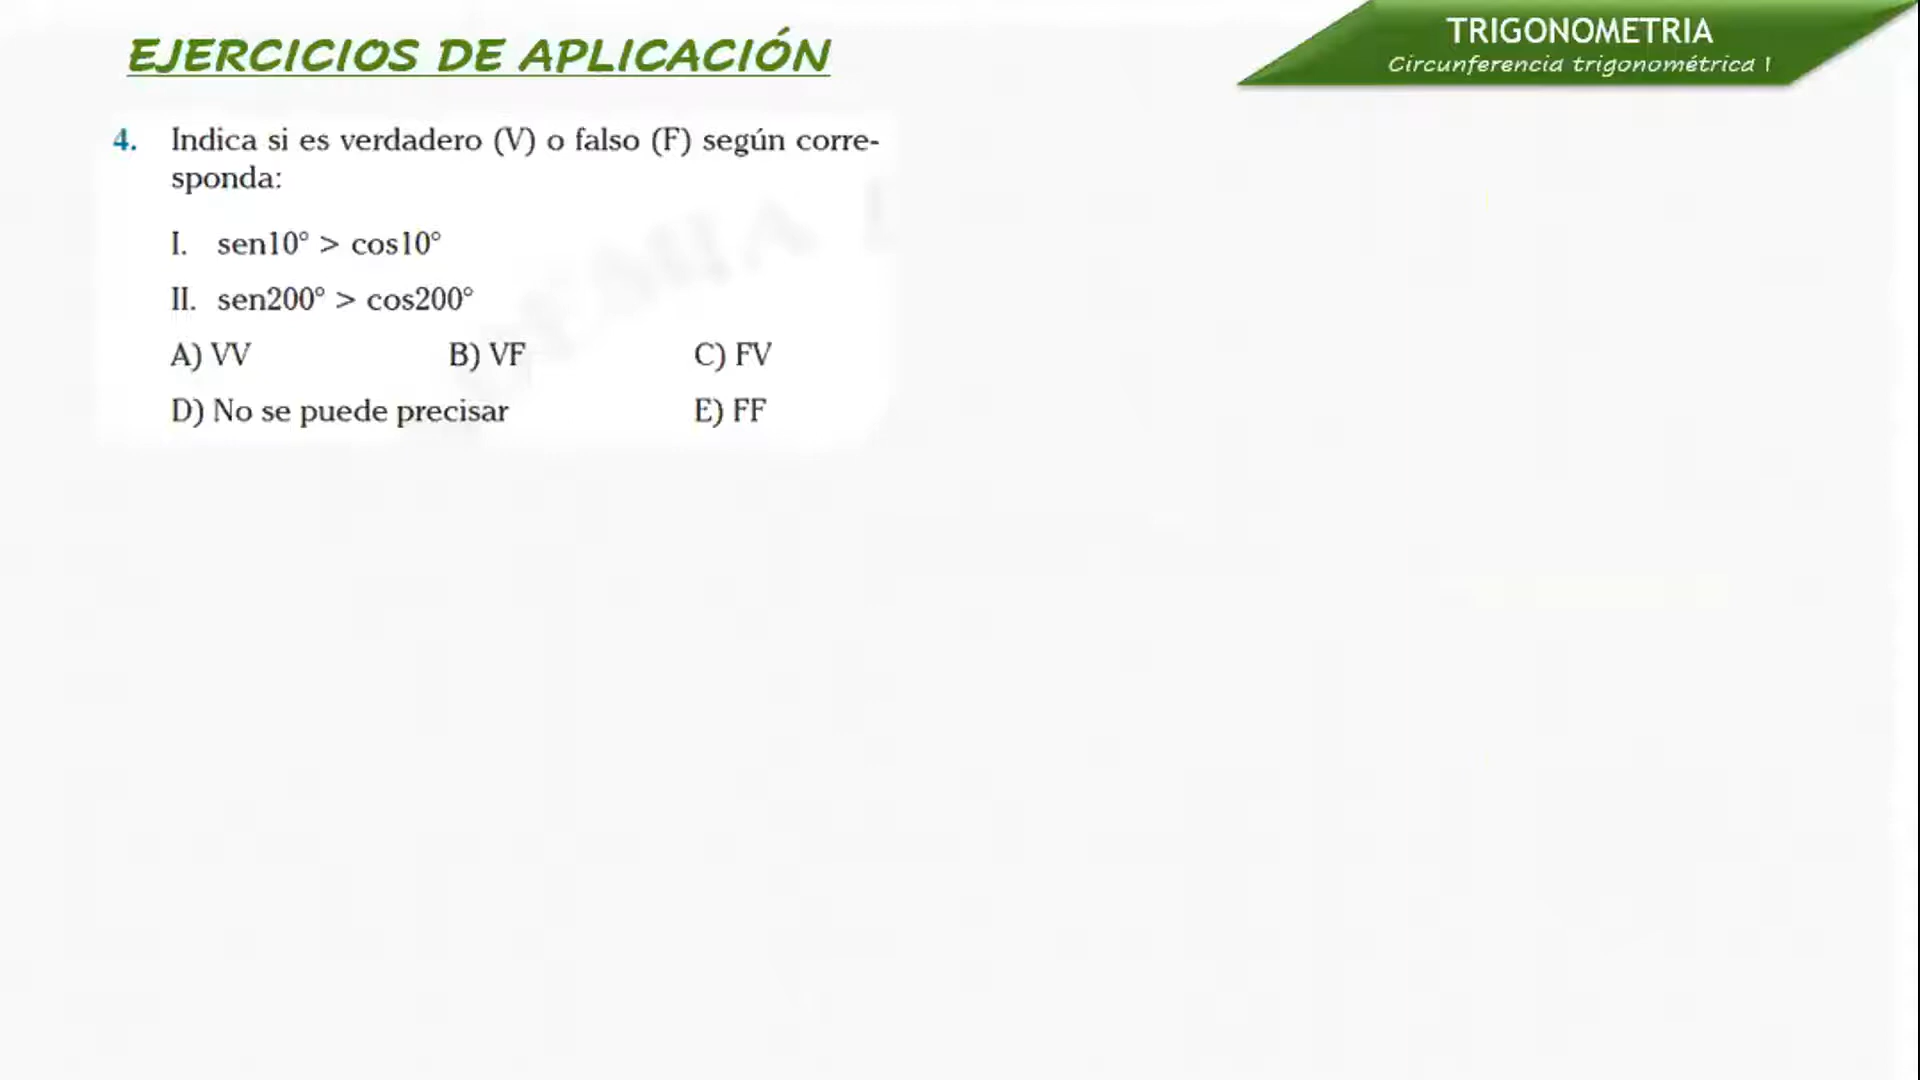 EJERCICIOS DE APLICACIÓN
TRIGONOMETRIA
Circunferencia trigonométrica I
4. Indica si es verdadero (V) o falso (F) según corre-
sponda:
I. sen10° > cos10°
II. sen200° > cos200°
A) VV B) VF C) FV
D) No se puede precisar E) FF